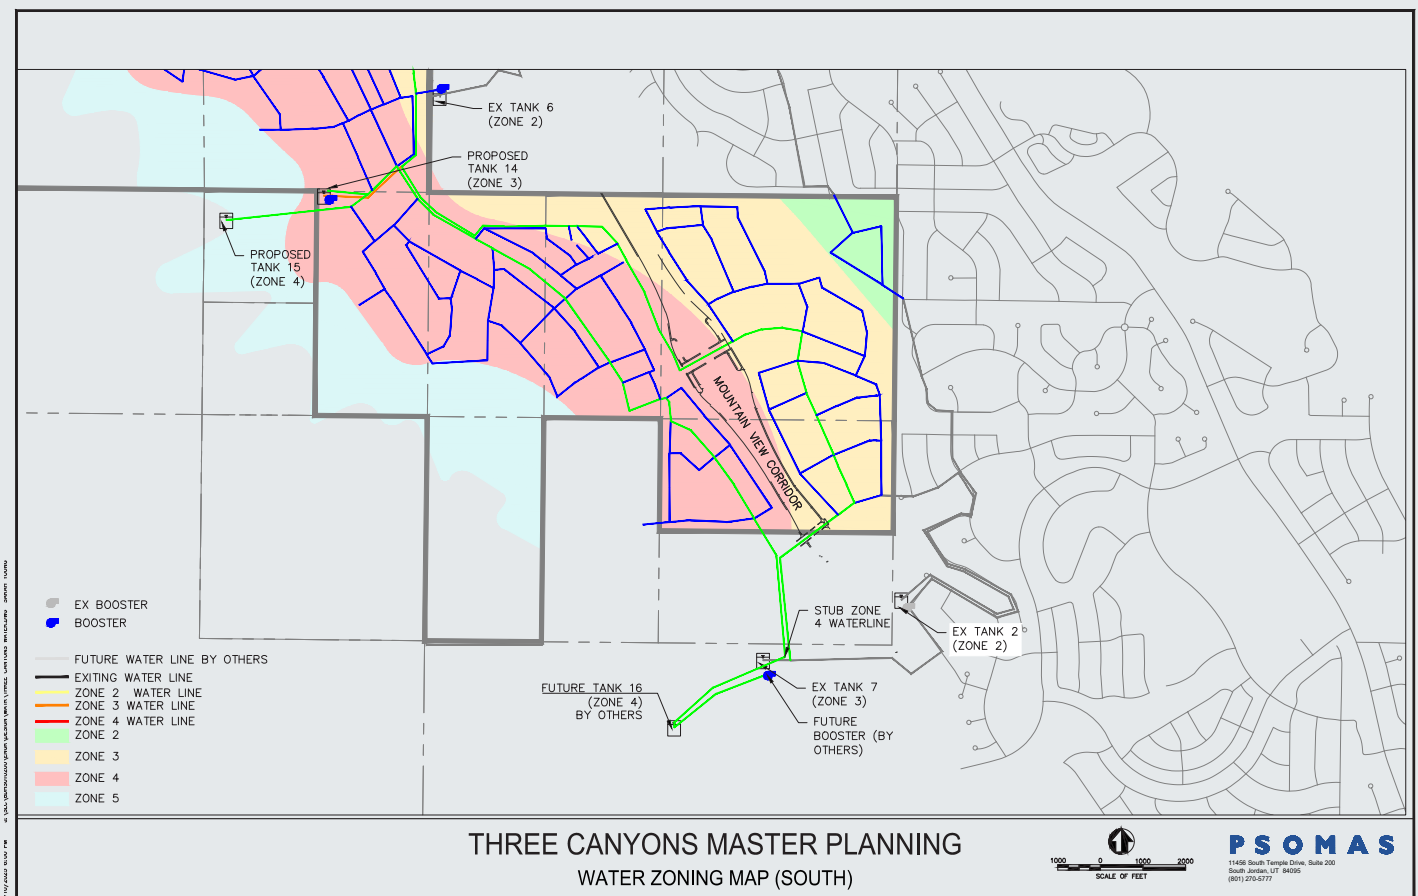 EX TANK 6
(ZONE 2)
PROPOSED
TANK 14
(ZONE 3)
PROPOSED
TANK 15
(ZONE 4)
MOUNTAIN VIEW CORRIDOR
STUB ZONE
4 WATERLINE
EX TANK 2
(ZONE 2)
FUTURE TANK 16
(ZONE 4)
BY OTHERS
EX TANK 7
(ZONE 3)
FUTURE
BOOSTER (BY
OTHERS)
EX BOOSTER
BOOSTER
FUTURE WATER LINE BY OTHERS
EXITING WATER LINE
ZONE 2 WATER LINE
ZONE 3 WATER LINE
ZONE 4 WATER LINE
ZONE 2
ZONE 3
ZONE 4
ZONE 5
THREE CANYONS MASTER PLANNING
WATER ZONING MAP (SOUTH)
1000 0 1000 2000
SCALE OF FEET
PSOMAS
11456 South Temple Drive, Suite 200
South Jordan, UT 84095
(801) 270-5777